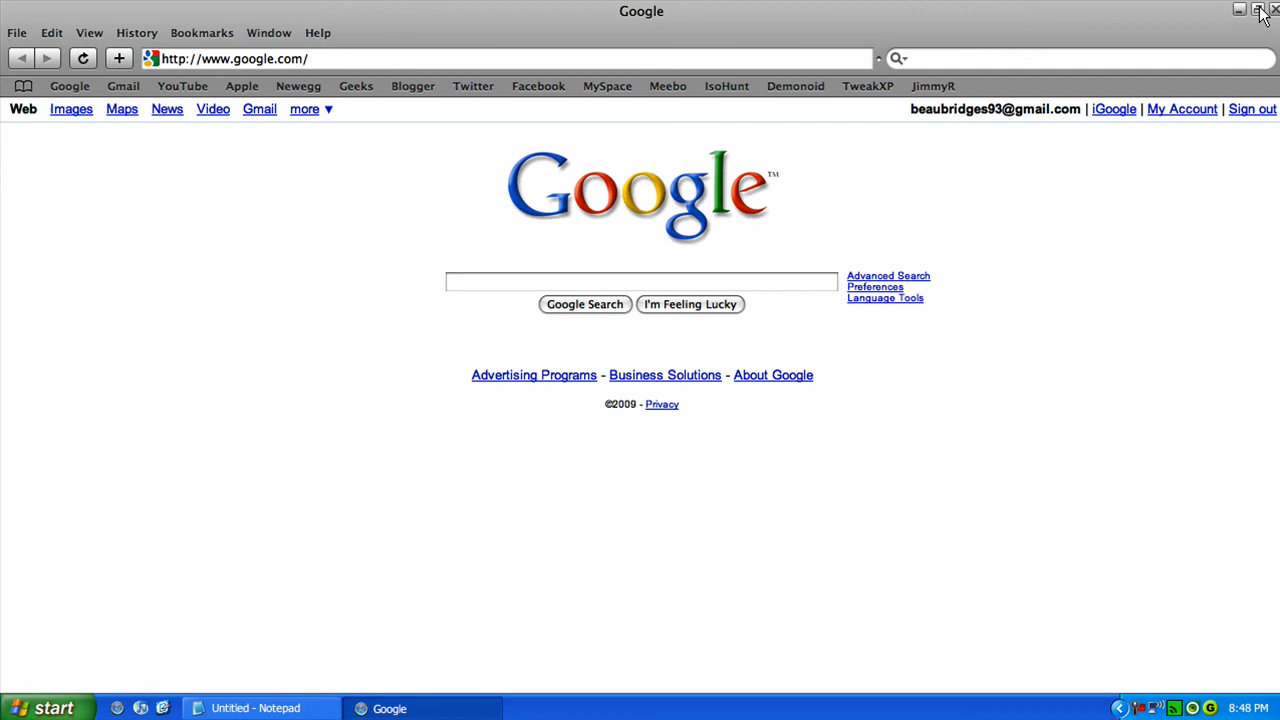 Google
File Edit View History Bookmarks Window Help
http://www.google.com/
Google Gmail YouTube Apple Newegg Geeks Blogger Twitter Facebook MySpace Meebo IsoHunt Demonoid TweakXP JimmyR
Web Images Maps News Video Gmail more ▼ beaubridges93@gmail.com | iGoogle | My Account | Sign out
Google™
Advanced Search
Preferences
Language Tools
Google Search I'm Feeling Lucky
Advertising Programs - Business Solutions - About Google
©2009 - Privacy
start Untitled - Notepad Google 8:48 PM